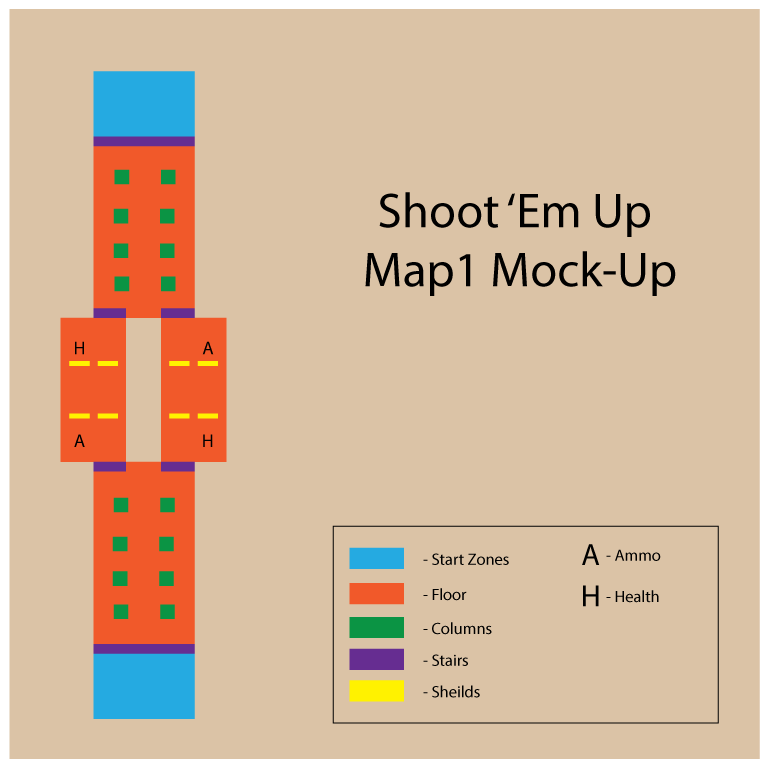 Shoot ‘Em Up
Map1 Mock-Up
H
A
A
H
- Start Zones
- Floor
- Columns
- Stairs
- Sheilds
A - Ammo
H - Health